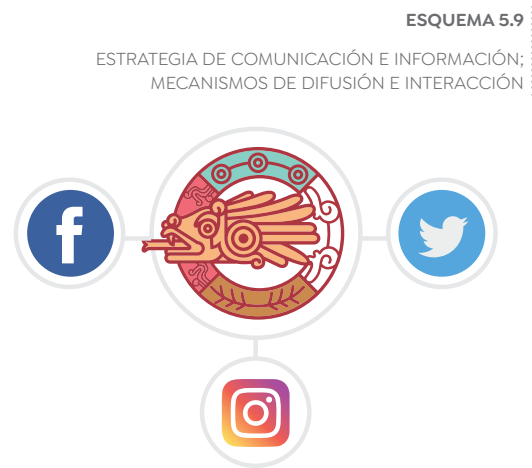 ESQUEMA 5.9
ESTRATEGIA DE COMUNICACIÓN E INFORMACIÓN;
MECANISMOS DE DIFUSIÓN E INTERACCIÓN